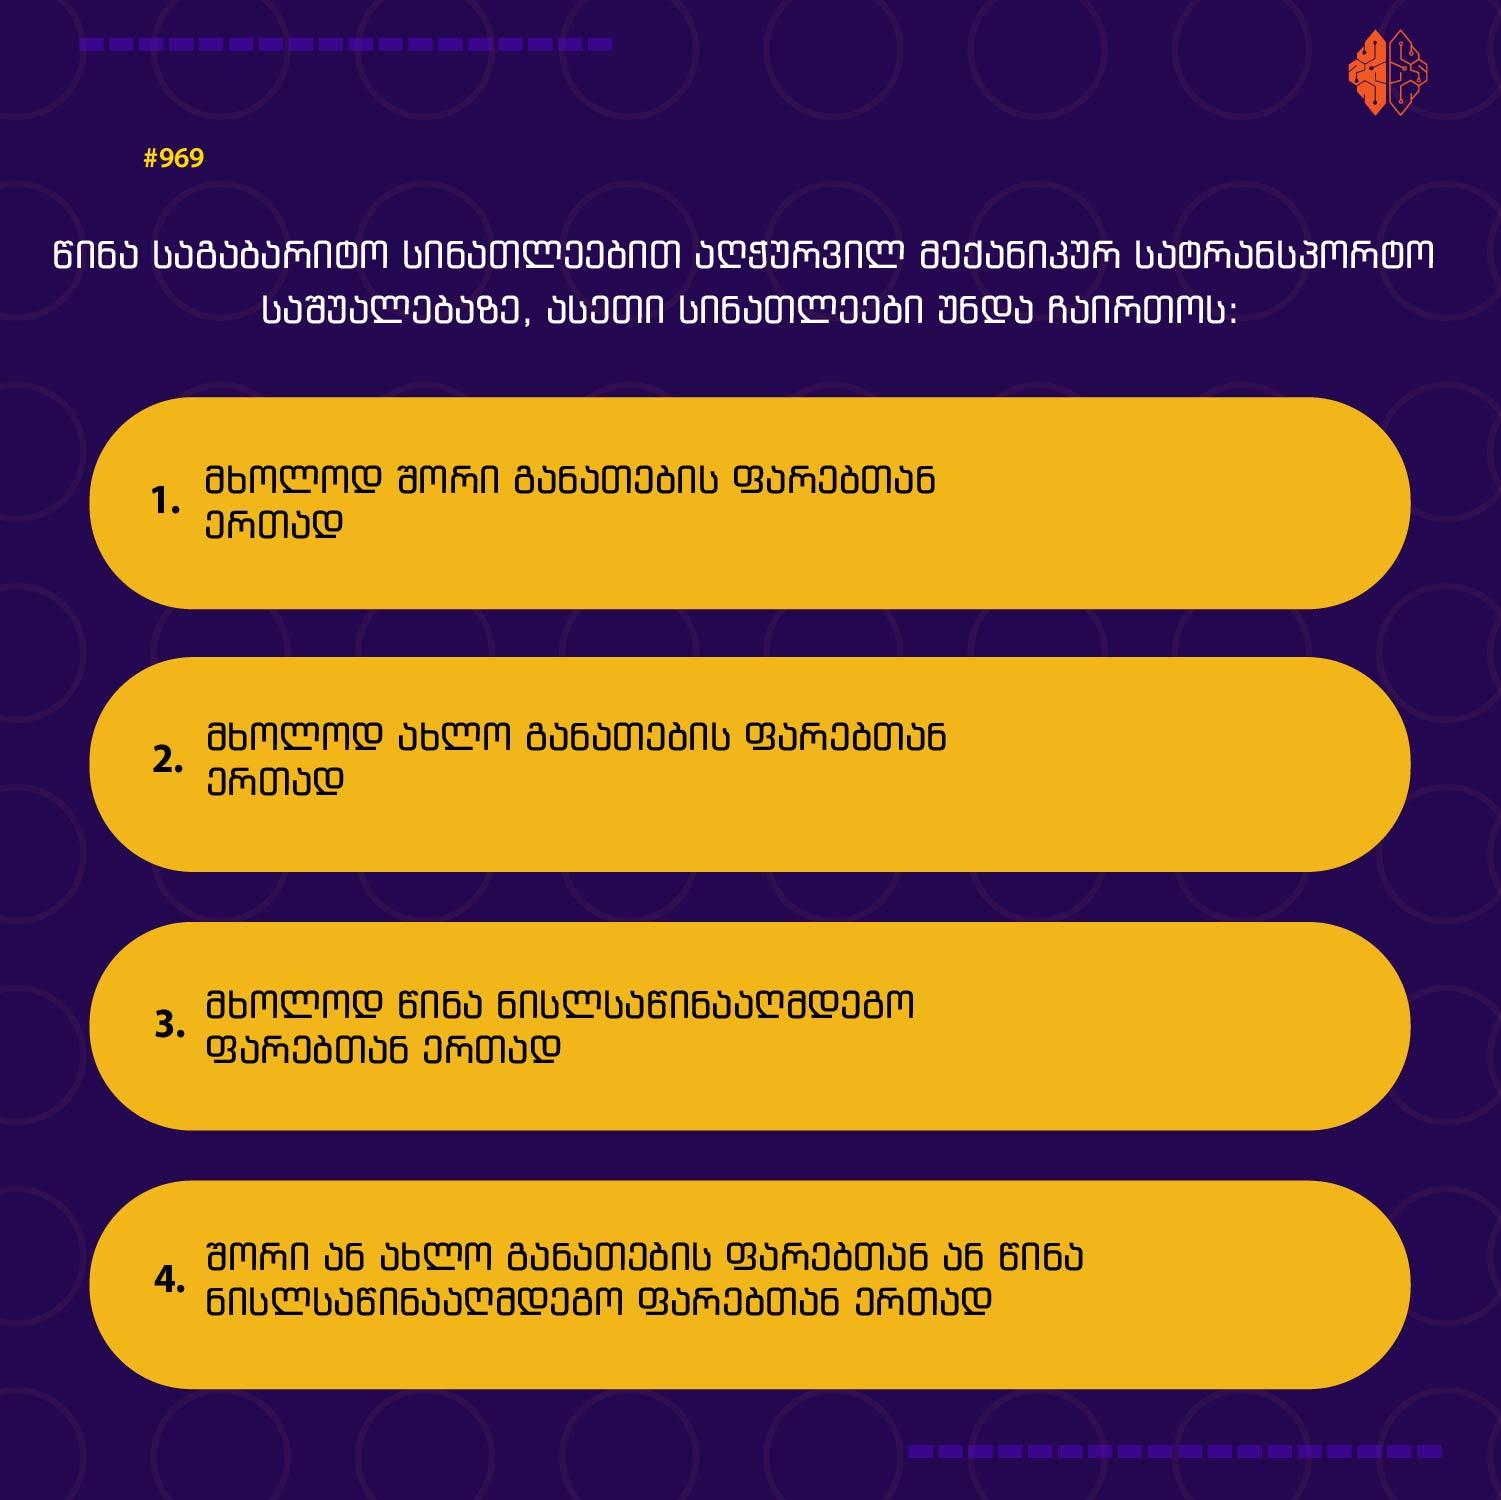 #969
წინა საგაბარიტო სინათლეებით აღჭურვილ მექანიკურ სატრანსპორტო
საშუალებაზე, ასეთი სინათლეები უნდა ჩაირთოს:
1. მხოლოდ შორი განათების ფარებთან
ერთად
2. მხოლოდ ახლო განათების ფარებთან
ერთად
3. მხოლოდ წინა ნისლსაწინააღმდეგო
ფარებთან ერთად
4. შორი ან ახლო განათების ფარებთან ან წინა
ნისლსაწინააღმდეგო ფარებთან ერთად